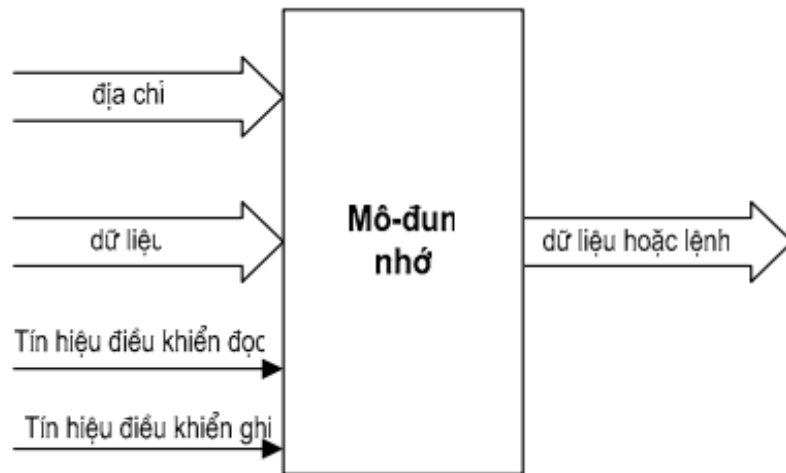 địa chỉ
dữ liệu
Tín hiệu điều khiển đọc
Tín hiệu điều khiển ghi
Mô-đun
nhớ
dữ liệu hoặc lệnh